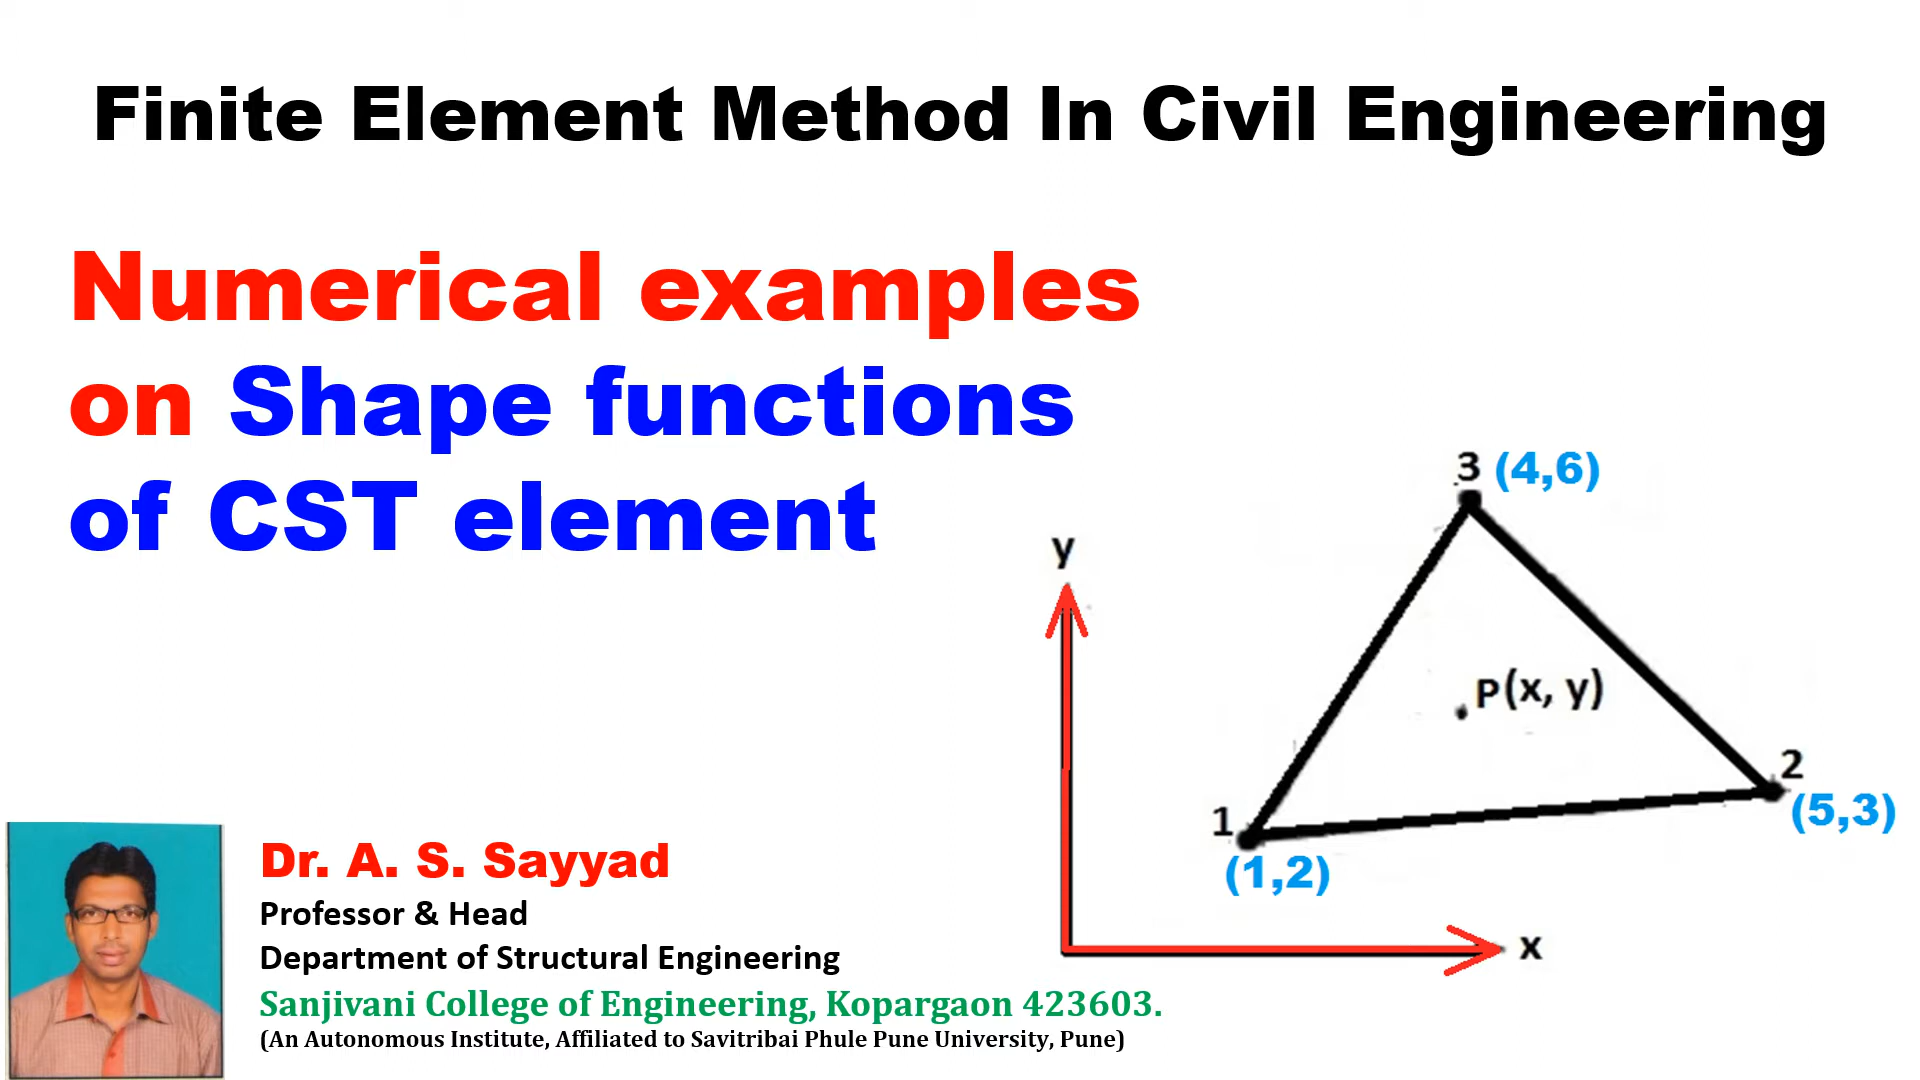 Finite Element Method In Civil Engineering
Numerical examples
on Shape functions
of CST element
3 (4,6)
y
P(x, y)
2
(5,3)
1
(1,2)
x
Dr. A. S. Sayyad
Professor & Head
Department of Structural Engineering
Sanjivani College of Engineering, Kopargaon 423603.
(An Autonomous Institute, Affiliated to Savitribai Phule Pune University, Pune)